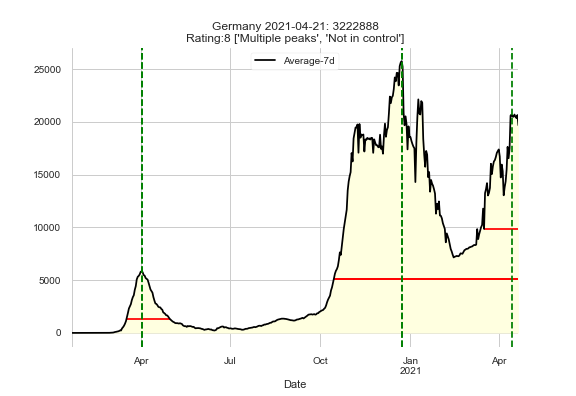 Germany 2021-04-21: 3222888
Rating:8 ['Multiple peaks', 'Not in control']
Average-7d
25000
20000
15000
10000
5000
0
Apr
Jul
Oct
Jan
2021
Apr
Date